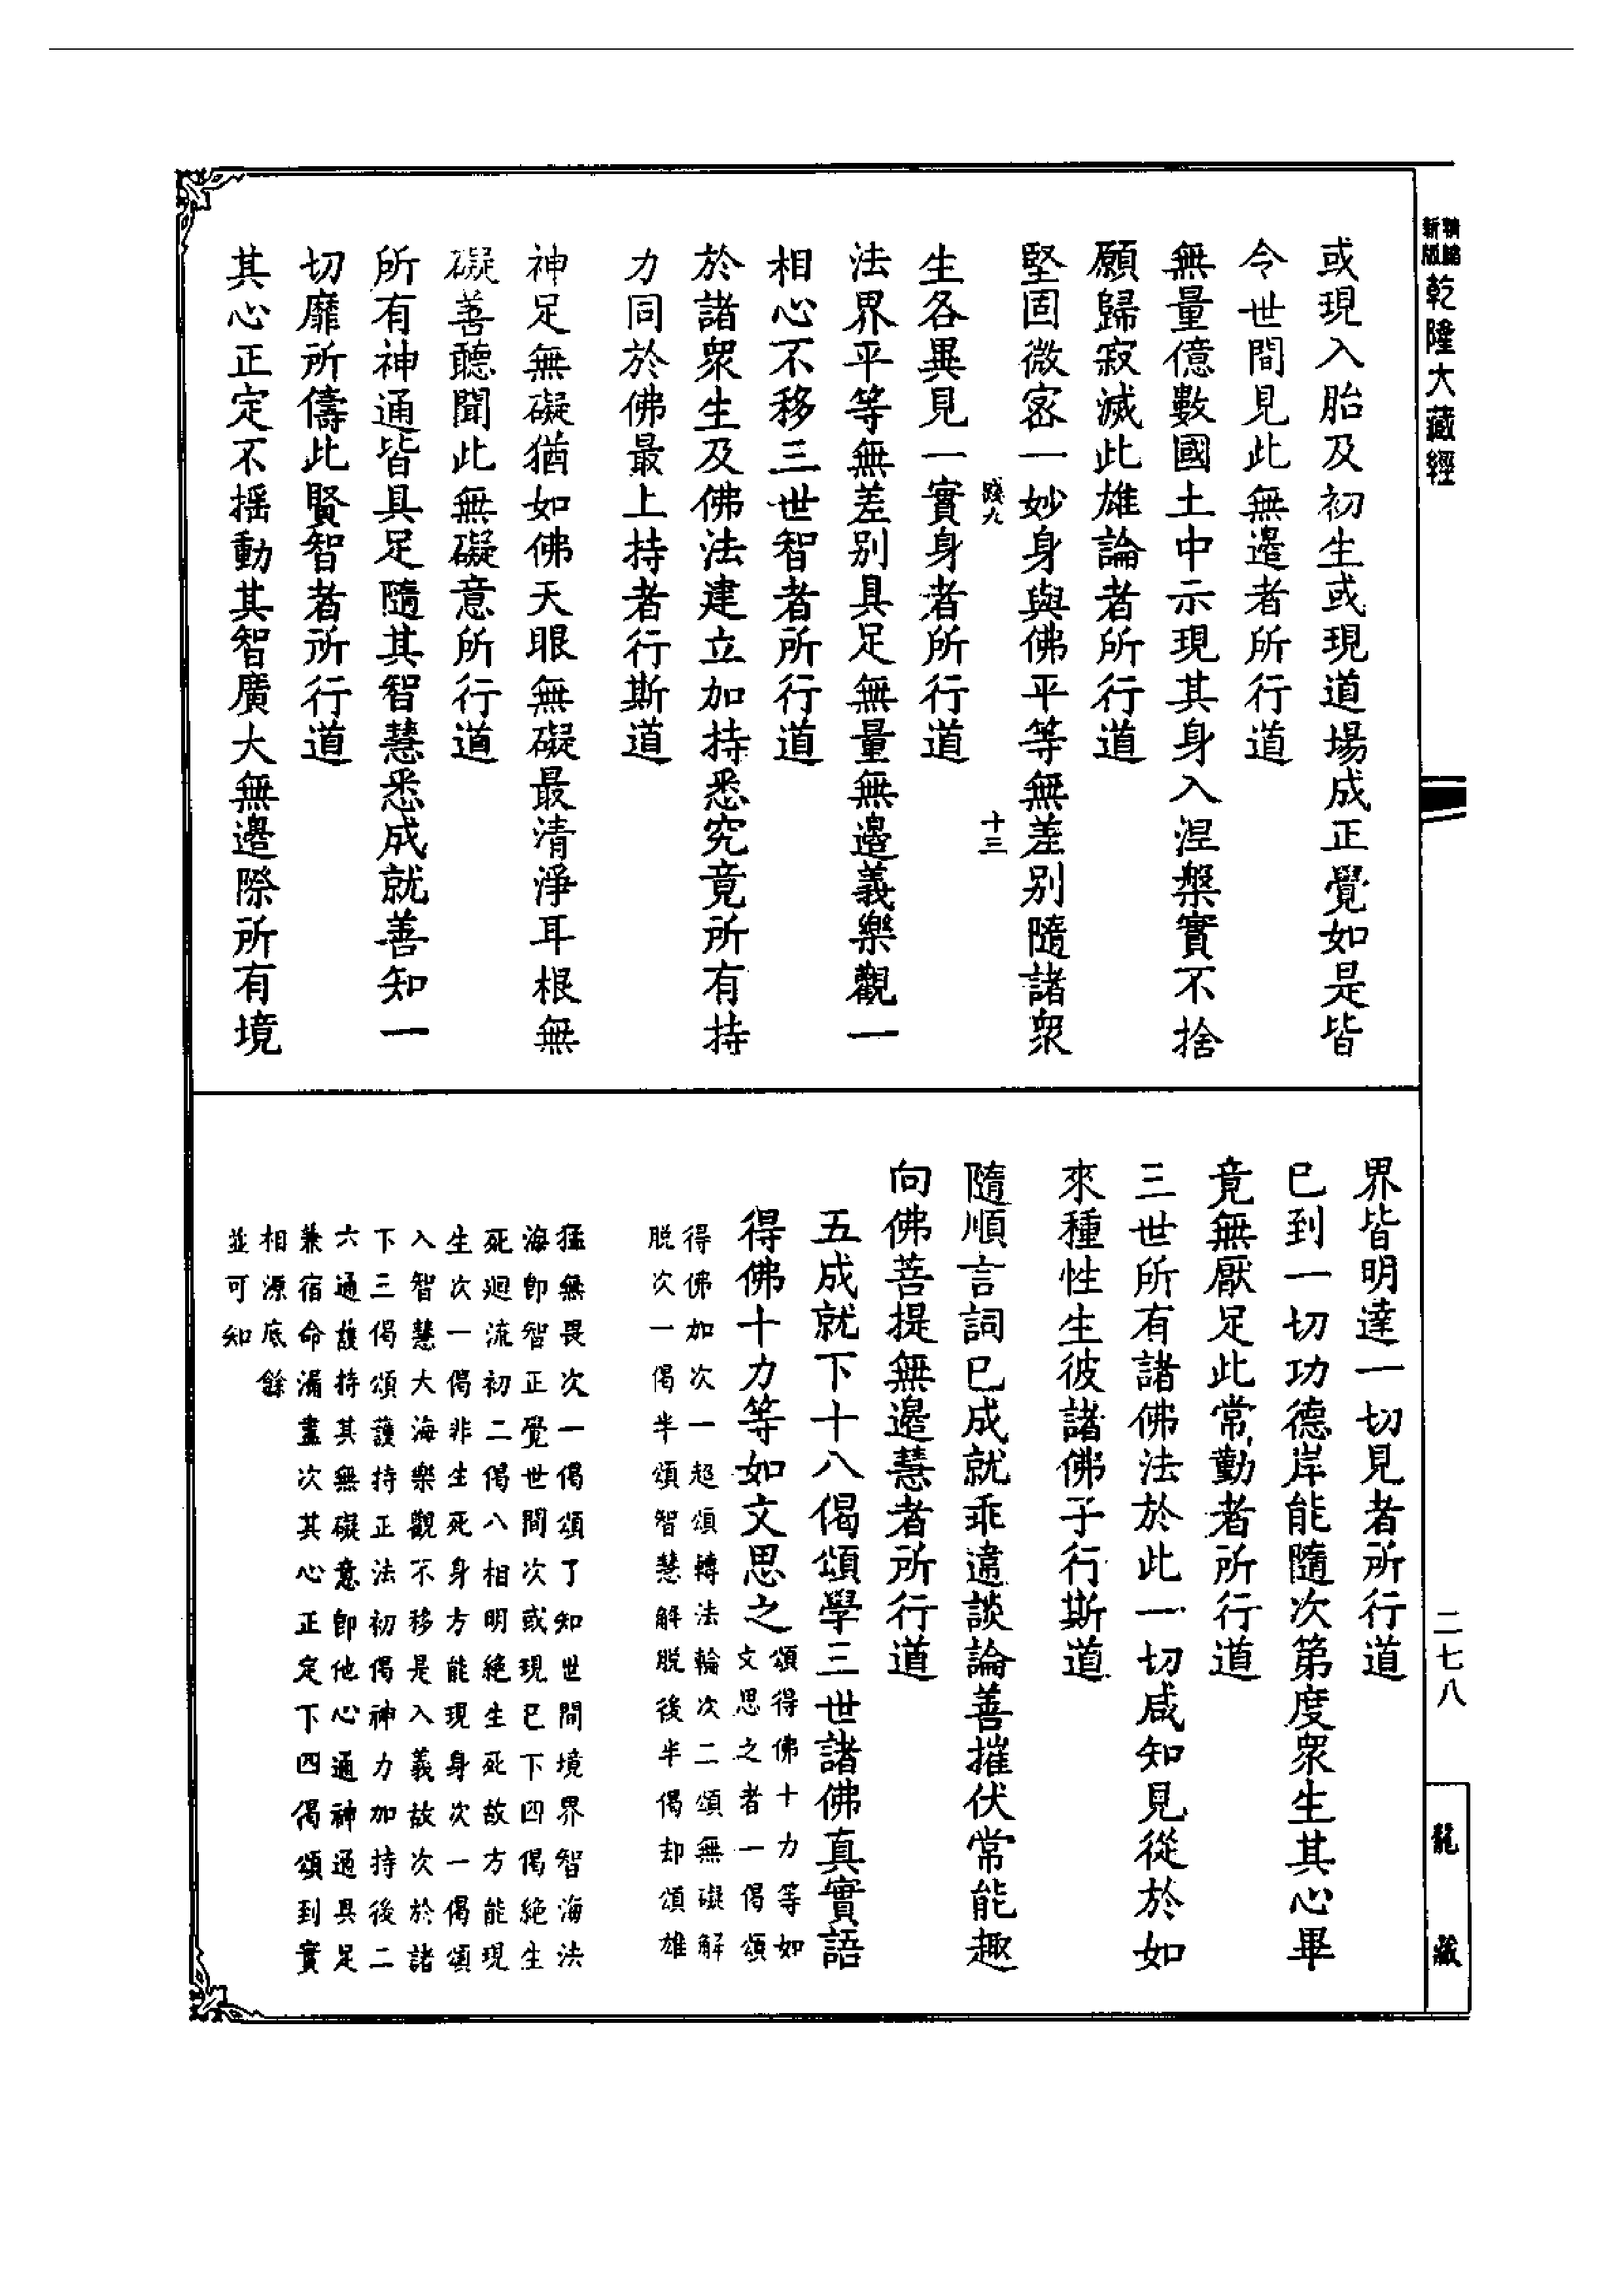 新版精編乾隆大藏經
或現入胎及初生或現道場成正覺如是皆
令世間見此無邊者所行道
無量億數國土中示現其身入涅槃實不捨
願歸寂滅此雄論者所行道
堅固微密一妙身與佛平等無差別隨諸衆
踐九 十三
生各異見一實身者所行道
法界平等無差別具足無量無邊義樂觀一
相心不移三世智者所行道
於諸衆生及佛法建立加持悉究竟所有持
力同於佛最上持者行斯道
神足無礙猶如佛天眼無礙最清淨耳根無
礙善聽聞此無礙意所行道
所有神通皆具足隨其智慧悉成就善知一
切靡所儔此賢智者所行道
其心正定不搖動其智廣大無邊際所有境
二七八
龍藏
界皆明達一切見者所行道
已到一切功德岸能隨次第度衆生其心畢
竟無厭足此常勤者所行道
三世所有諸佛法於此一切咸知見從於如
來種性生彼諸佛子行斯道
隨順言詞已成就乖違談論善摧伏常能趣
向佛菩提無邊慧者所行道
五成就下十八偈頌學三世諸佛真實語
得佛十力等如文思之
頌得佛十力等如
文思之者一偈頌
得佛加次一超頌轉法輪次二頌無礙解
脫次一偈半頌智慧解脫後半偈却頌雄
猛無畏次一偈頌了知世間境界智海法
海即智正覺世間次或現已下四偈絶生
死迴流初二偈八相明絶生死故方能現
生次一偈非生死身方能現身次一偈頌
入智慧大海樂觀不移是入義故次於諸
下三偈頌護持正法初偈神力加持後二
六通護持其無礙意即他心通神通具足
兼宿命漏盡次其心正定下四偈頌到實
相源底餘
並可知